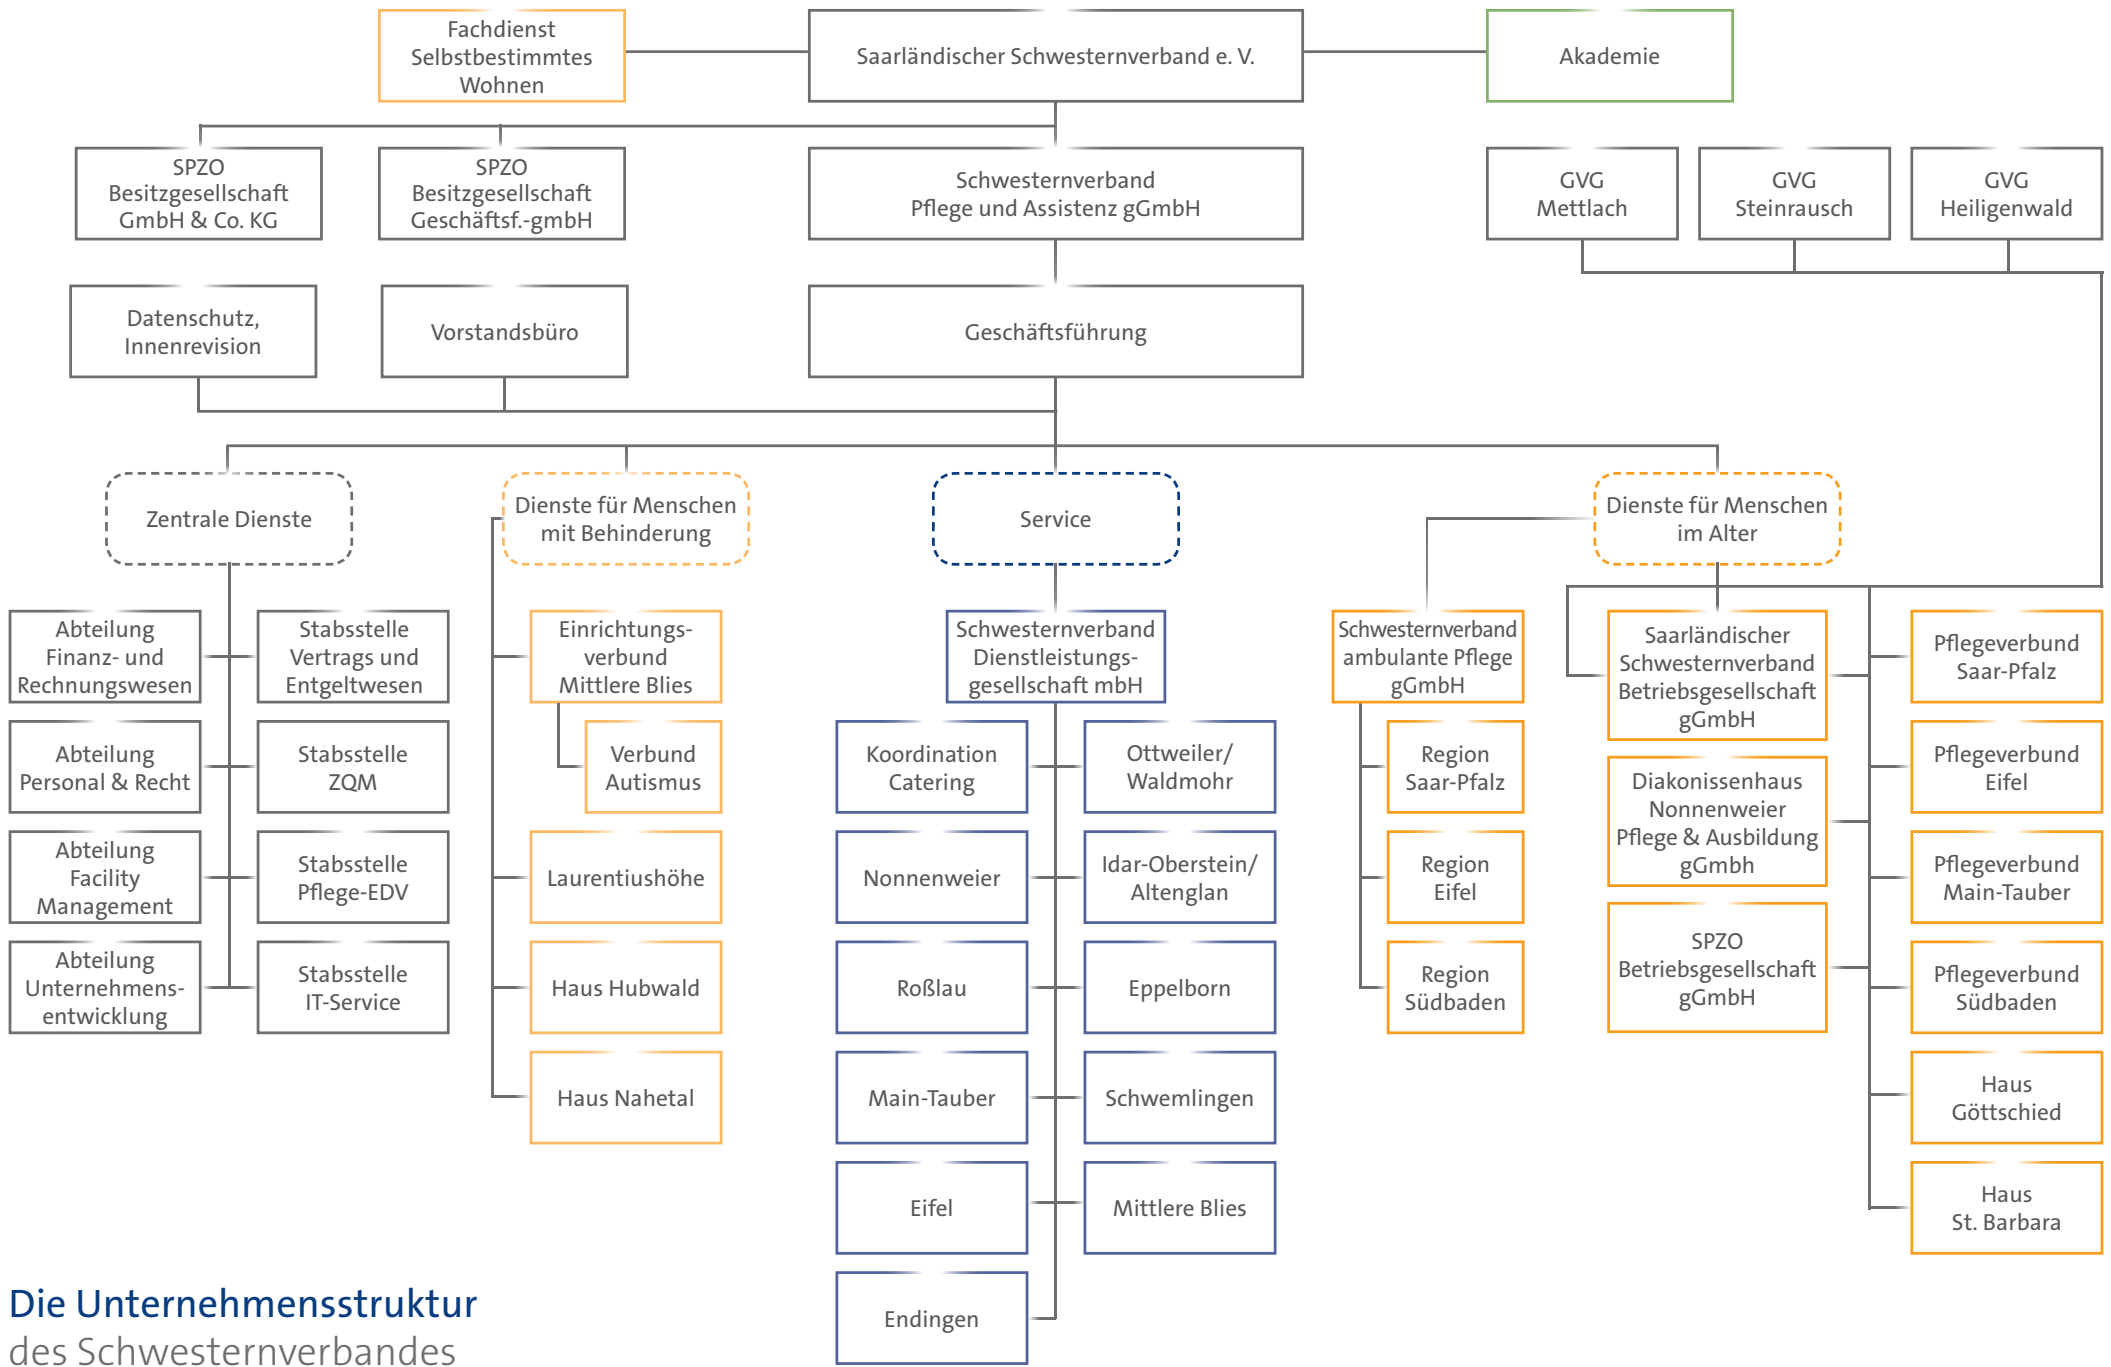 Fachdienst
Selbstbestimmtes
Wohnen
Saarländischer Schwesternverband e. V.
Akademie
SPZO
Besitzgesellschaft
GmbH & Co. KG
SPZO
Besitzgesellschaft
Geschäftsf.-gmbH
Schwesternverband
Pflege und Assistenz gGmbH
GVG
Mettlach
GVG
Steinrausch
GVG
Heiligenwald
Datenschutz,
Innenrevision
Vorstandsbüro
Geschäftsführung
Zentrale Dienste
Dienste für Menschen
mit Behinderung
Service
Dienste für Menschen
im Alter
Abteilung
Finanz- und
Rechnungswesen
Stabsstelle
Vertrags und
Entgeltwesen
Abteilung
Personal & Recht
Stabsstelle
ZQM
Abteilung
Facility
Management
Stabsstelle
Pflege-EDV
Abteilung
Unternehmens-
entwicklung
Stabsstelle
IT-Service
Einrichtungs-
verbund
Mittlere Blies
Verbund
Autismus
Laurentiushöhe
Haus Hubwald
Haus Nahetal
Schwesternverband
Dienstleistungs-
gesellschaft mbH
Koordination
Catering
Ottweiler/
Waldmohr
Nonnenweier
Idar-Oberstein/
Altenglan
Roßlau
Eppelborn
Main-Tauber
Schwemlingen
Eifel
Mittlere Blies
Endingen
Schwesternverband
ambulante Pflege
gGmbH
Region
Saar-Pfalz
Region
Eifel
Region
Südbaden
Saarländischer
Schwesternverband
Betriebsgesellschaft
gGmbH
Diakonissenhaus
Nonnenweier
Pflege & Ausbildung
gGmbh
SPZO
Betriebsgesellschaft
gGmbH
Pflegeverbund
Saar-Pfalz
Pflegeverbund
Eifel
Pflegeverbund
Main-Tauber
Pflegeverbund
Südbaden
Haus
Göttschied
Haus
St. Barbara
Die Unternehmensstruktur
des Schwesternverbandes